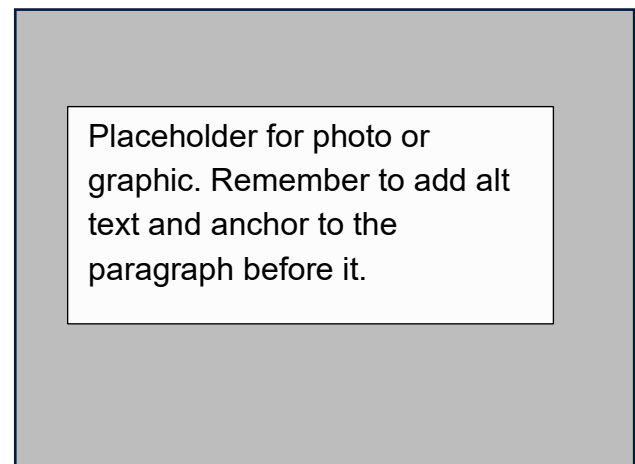 Placeholder for photo or
graphic. Remember to add alt
text and anchor to the
paragraph before it.